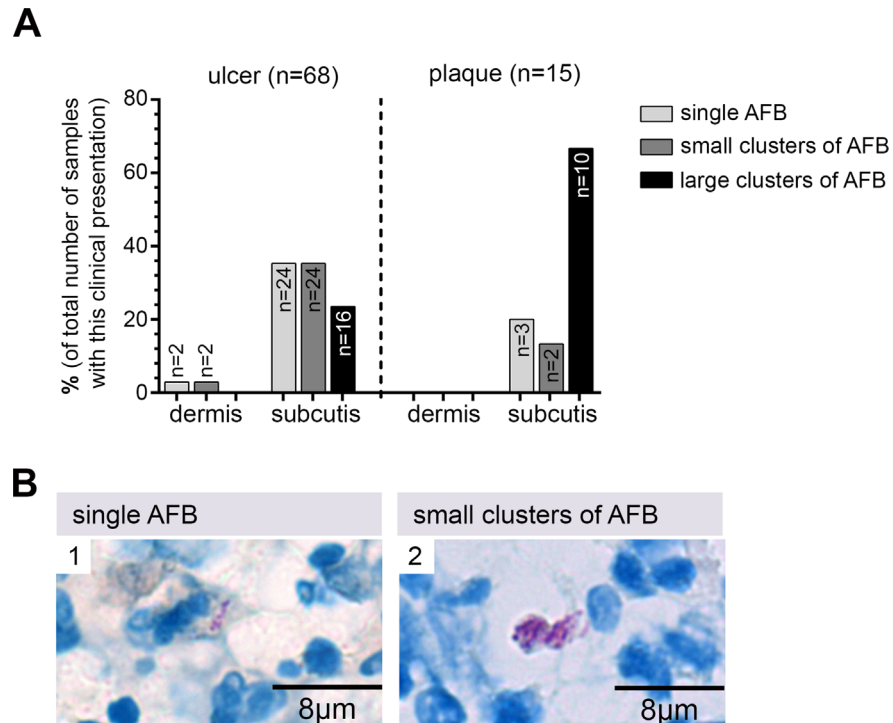 A
ulcer (n=68)
plaque (n=15)
% (of total number of samples
with this clinical presentation)
80
60
40
20
0
n=2
n=2
n=24
n=24
n=16
n=3
n=2
n=10
dermis
subcutis
dermis
subcutis
single AFB
small clusters of AFB
large clusters of AFB
B
single AFB
1
8µm
small clusters of AFB
2
8µm